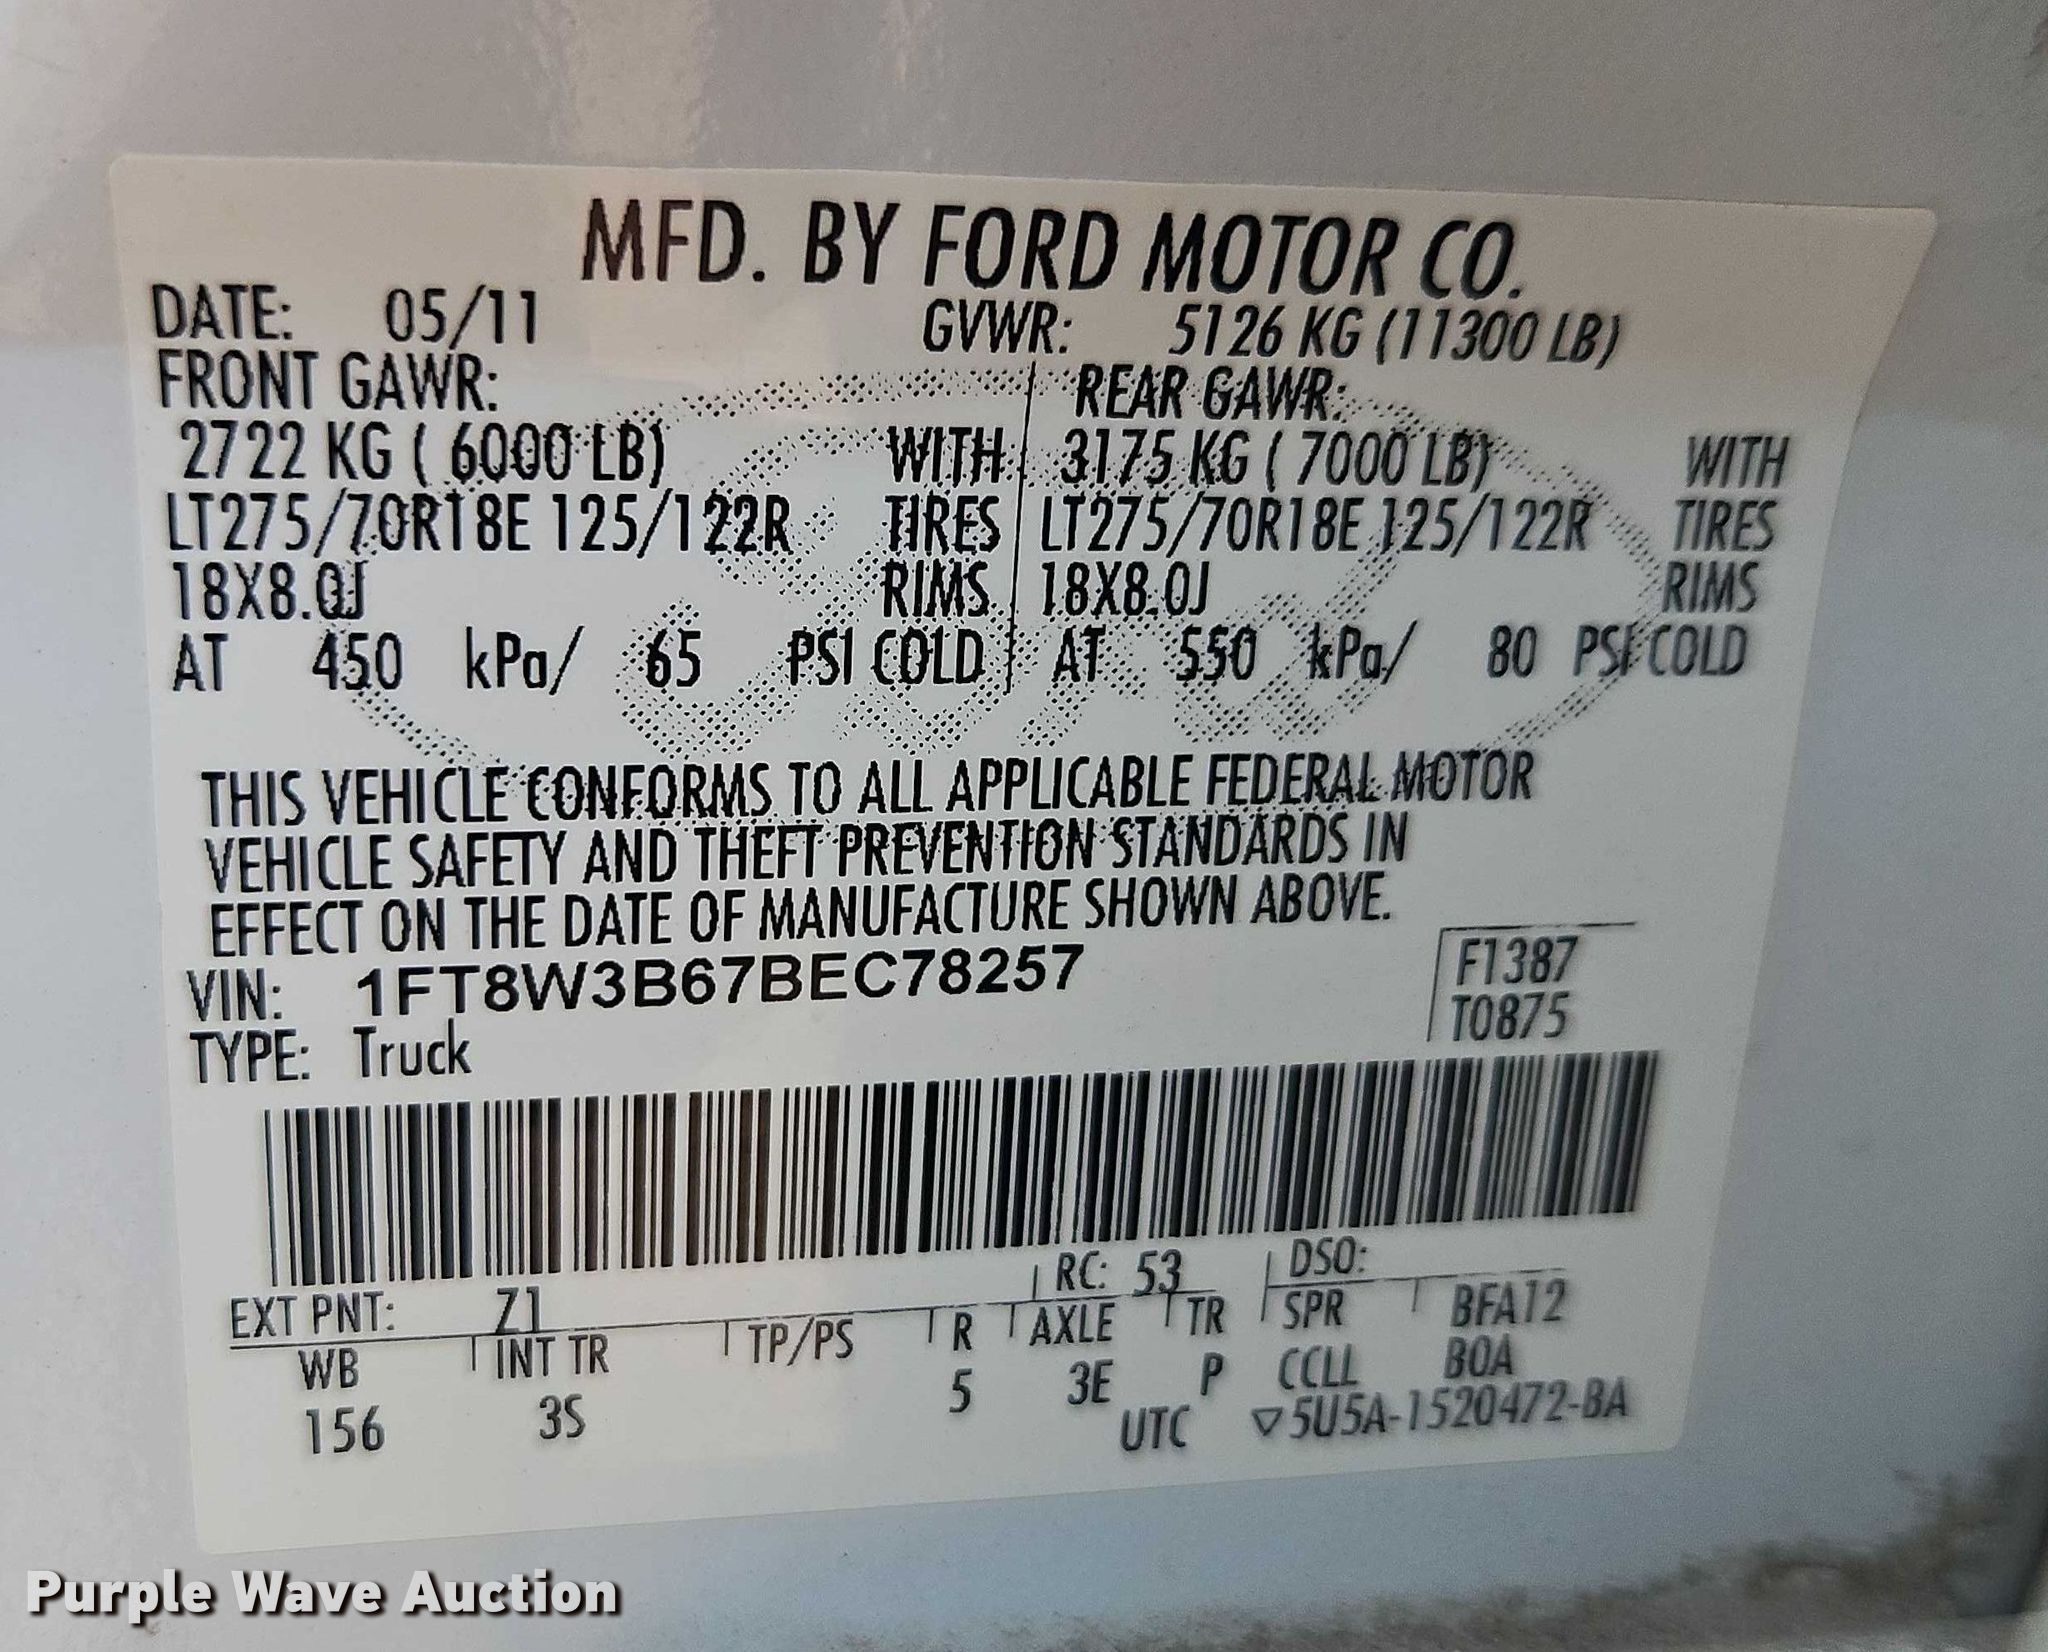 MFD. BY FORD MOTOR CO.
DATE: 05/11 GVWR: 5126 KG (11300 LB)
FRONT GAWR: REAR GAWR:
2722 KG ( 6000 LB) WITH 3175 KG ( 7000 LB) WITH
LT275/70R18E 125/122R TIRES LT275/70R18E 125/122R TIRES
18X8.0J RIMS 18X8.0J RIMS
AT 450 kPa/ 65 PSI COLD AT 550 kPa/ 80 PSI COLD
THIS VEHICLE CONFORMS TO ALL APPLICABLE FEDERAL MOTOR
VEHICLE SAFETY AND THEFT PREVENTION STANDARDS IN
EFFECT ON THE DATE OF MANUFACTURE SHOWN ABOVE.
VIN: 1FT8W3B67BEC78257 F1387
TYPE: Truck T0875
EXT PNT: Z1 RC: 53 DSO:
WB INT TR TP/PS R AXLE TR SPR BFA12
156 3S 5 3E P CCLL BOA
UTC ▽5U5A-1520472-BA
Purple Wave Auction